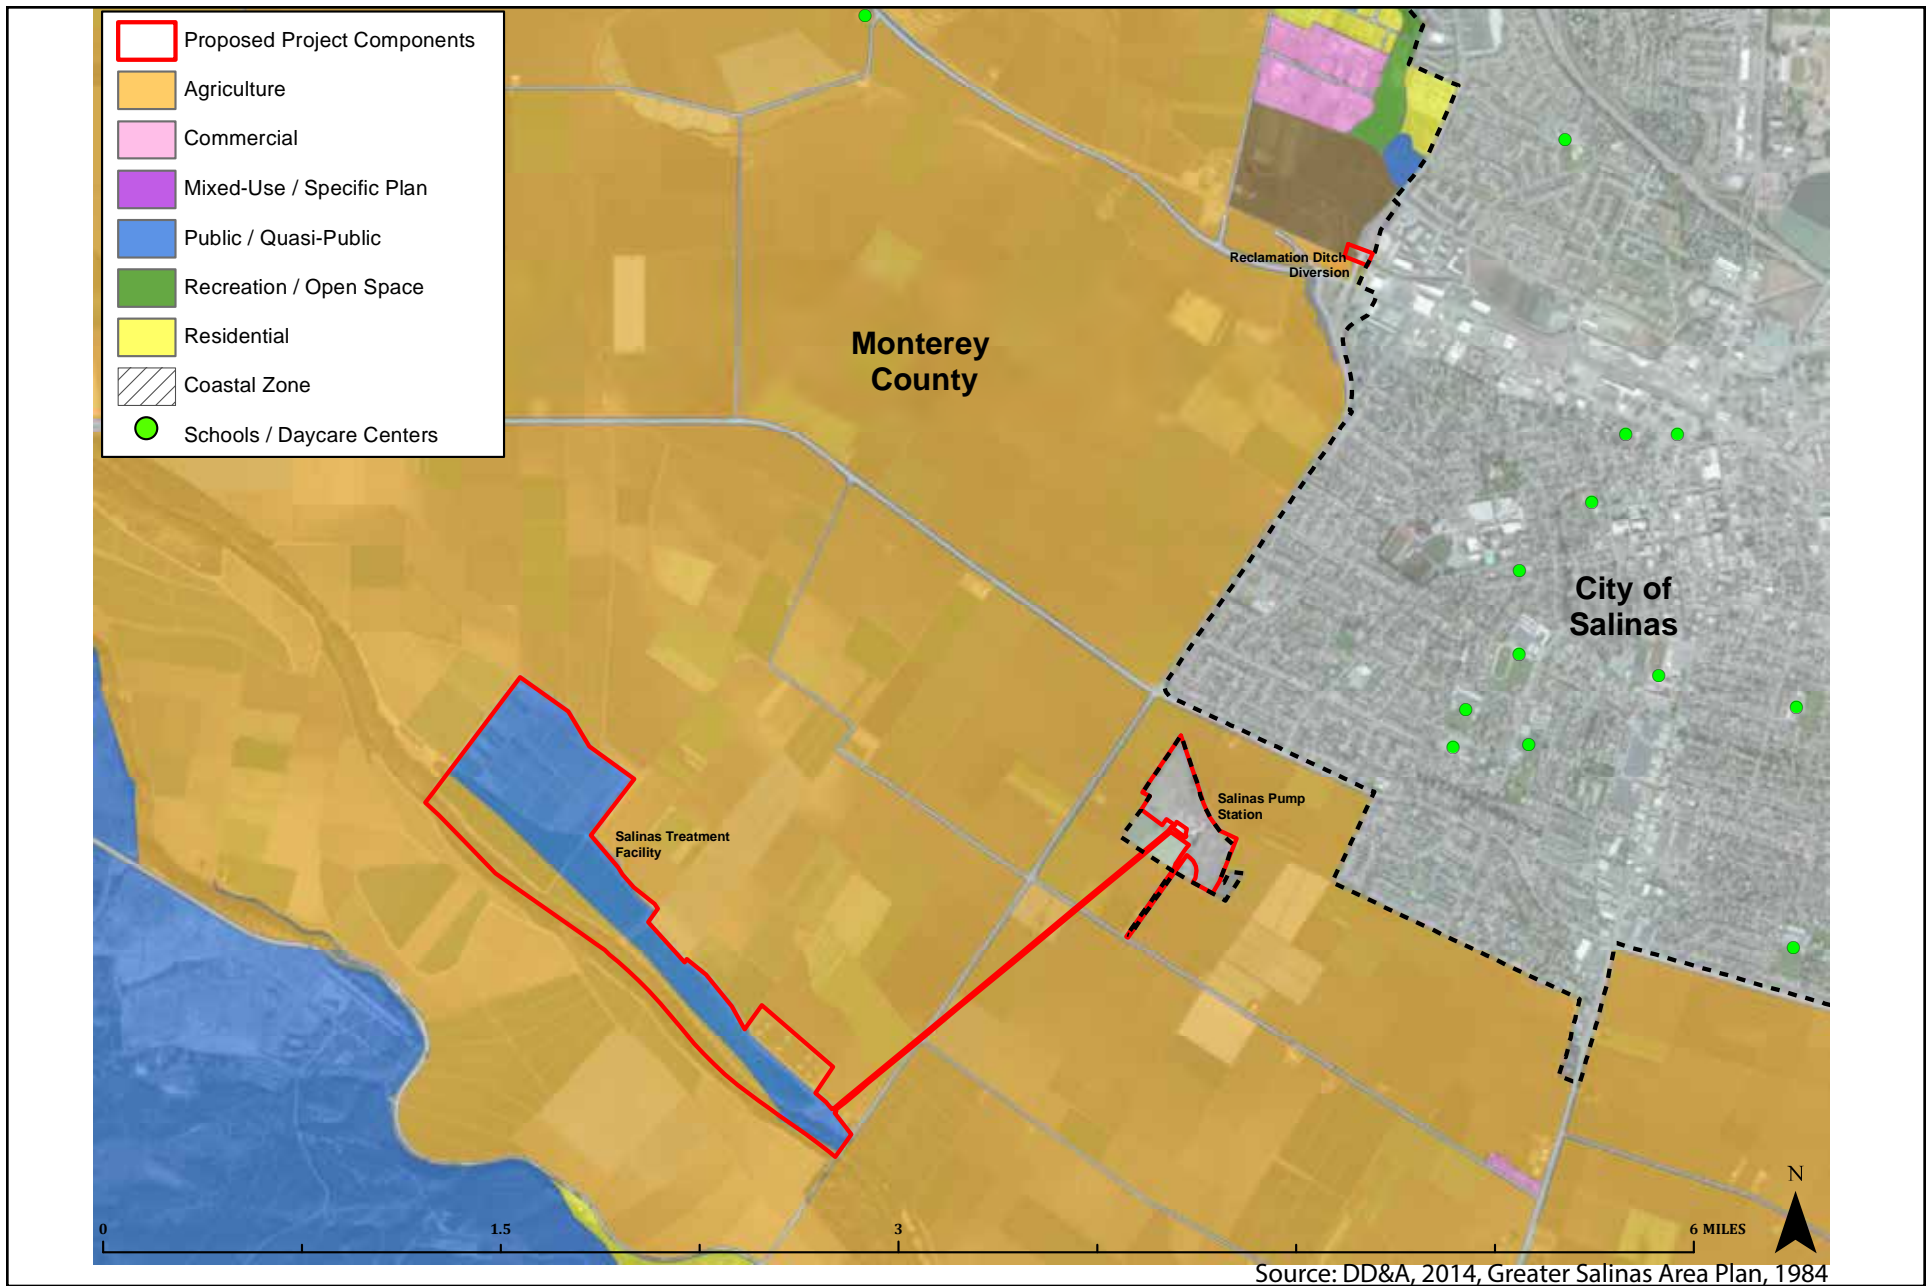 Proposed Project Components
Agriculture
Commercial
Mixed-Use / Specific Plan
Public / Quasi-Public
Recreation / Open Space
Residential
Coastal Zone
Schools / Daycare Centers
Reclamation Ditch
Diversion
Monterey
County
City of
Salinas
Salinas Pump
Station
Salinas Treatment
Facility
N
0
1.5
3
6 MILES
Source: DD&A, 2014, Greater Salinas Area Plan, 1984